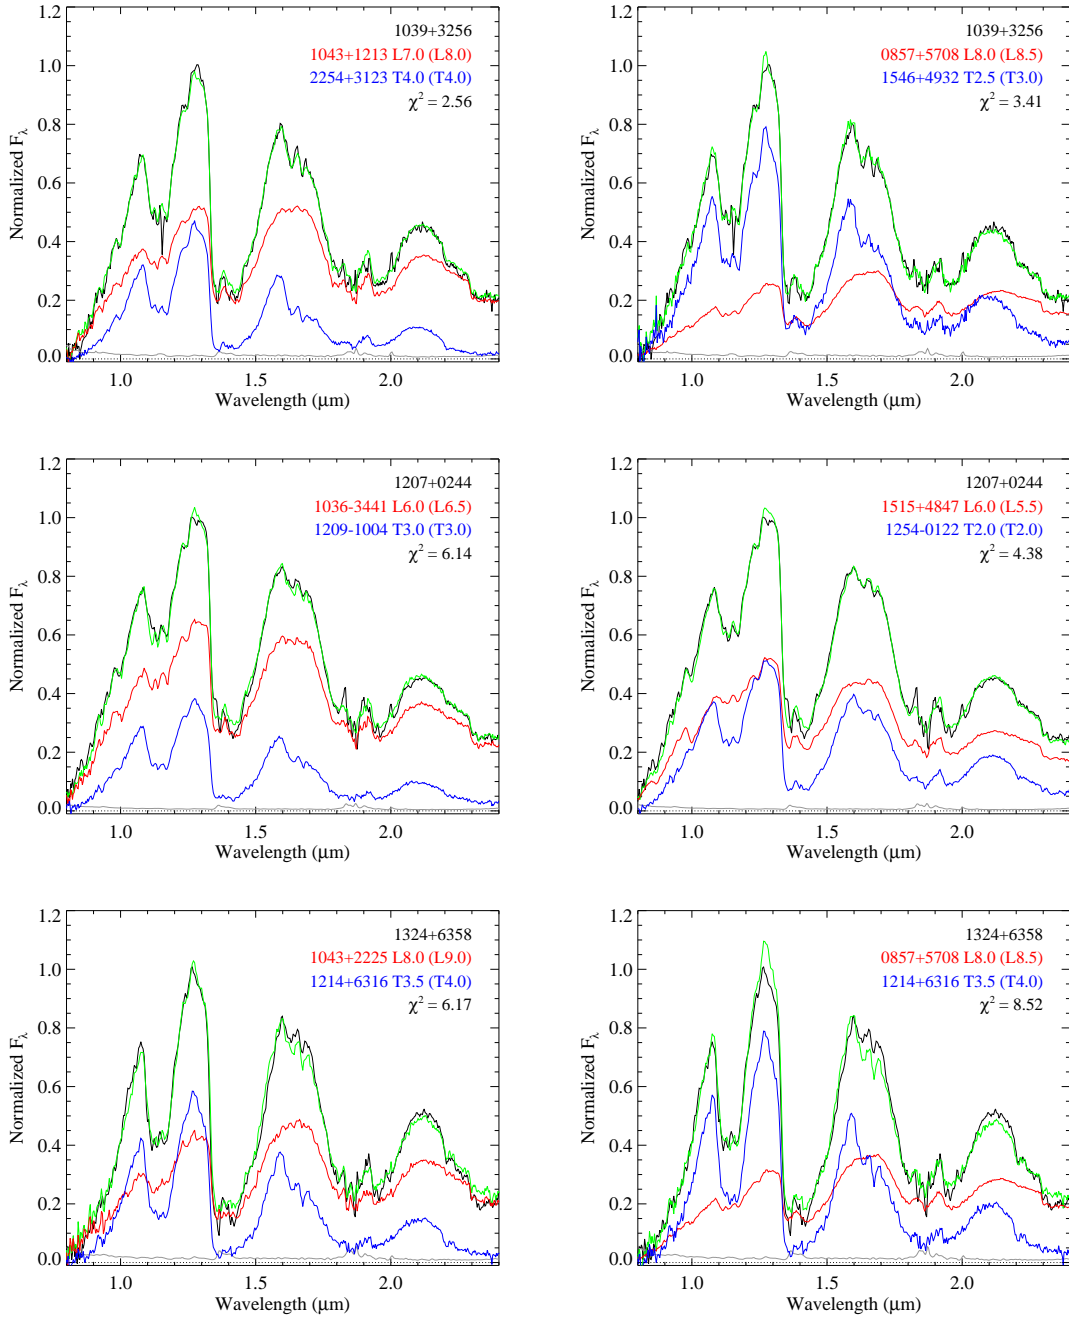 1039+3256
1043+1213 L7.0 (L8.0)
2254+3123 T4.0 (T4.0)
χ² = 2.56
Normalized Fλ
1.2
1.0
0.8
0.6
0.4
0.2
0.0
1.0 1.5 2.0
Wavelength (μm)
1039+3256
0857+5708 L8.0 (L8.5)
1546+4932 T2.5 (T3.0)
χ² = 3.41
Normalized Fλ
1.2
1.0
0.8
0.6
0.4
0.2
0.0
1.0 1.5 2.0
Wavelength (μm)
1207+0244
1036-3441 L6.0 (L6.5)
1209-1004 T3.0 (T3.0)
χ² = 6.14
Normalized Fλ
1.2
1.0
0.8
0.6
0.4
0.2
0.0
1.0 1.5 2.0
Wavelength (μm)
1207+0244
1515+4847 L6.0 (L5.5)
1254-0122 T2.0 (T2.0)
χ² = 4.38
Normalized Fλ
1.2
1.0
0.8
0.6
0.4
0.2
0.0
1.0 1.5 2.0
Wavelength (μm)
1324+6358
1043+2225 L8.0 (L9.0)
1214+6316 T3.5 (T4.0)
χ² = 6.17
Normalized Fλ
1.2
1.0
0.8
0.6
0.4
0.2
0.0
1.0 1.5 2.0
Wavelength (μm)
1324+6358
0857+5708 L8.0 (L8.5)
1214+6316 T3.5 (T4.0)
χ² = 8.52
Normalized Fλ
1.2
1.0
0.8
0.6
0.4
0.2
0.0
1.0 1.5 2.0
Wavelength (μm)